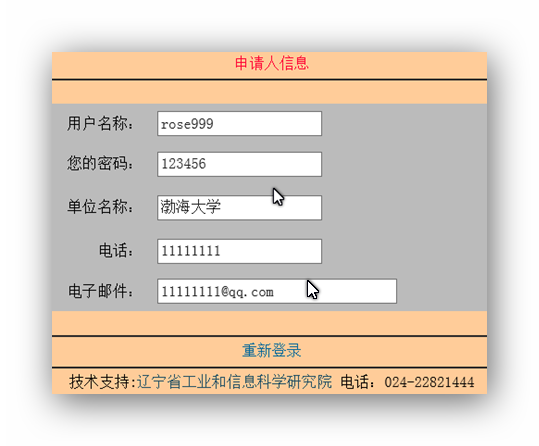 申请人信息
用户名称： rose999
您的密码： 123456
单位名称： 渤海大学
电话： 11111111
电子邮件： 11111111@qq.com
重新登录
技术支持:辽宁省工业和信息科学研究院 电话：024-22821444